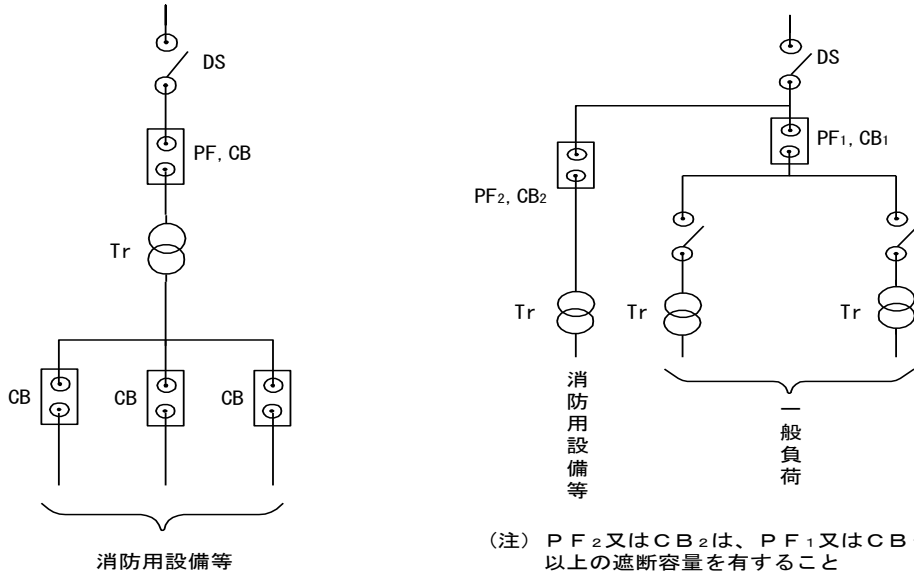 DS
PF, CB
Tr
CB
CB
CB
消防用設備等
DS
PF₁, CB₁
PF₂, CB₂
Tr
Tr
Tr
消防用設備等
一般負荷
(注) ＰＦ₂又はＣＢ₂は、ＰＦ₁又はＣＢ
以上の遮断容量を有すること